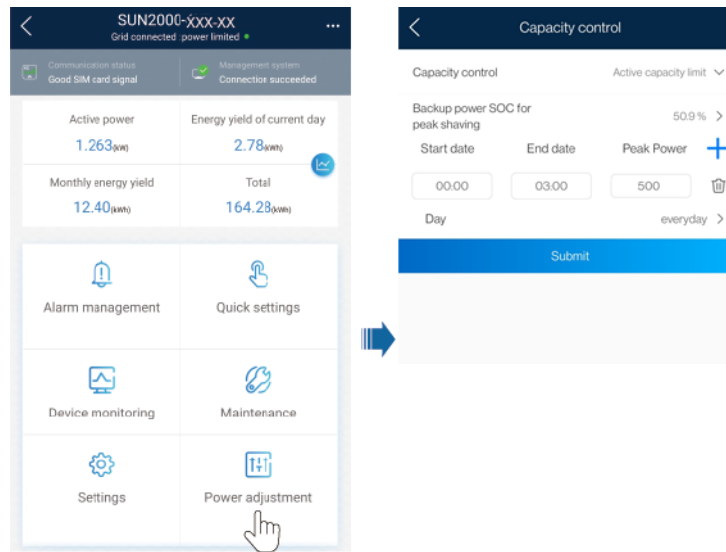 SUN2000-XXX-XX
Grid connected :power limited
Communication status
Good SIM card signal
Management system
Connection succeeded
Active power
1.263(kW)
Energy yield of current day
2.78(kWh)
Monthly energy yield
12.40(kWh)
Total
164.28(kWh)
Alarm management
Quick settings
Device monitoring
Maintenance
Settings
Power adjustment
Capacity control
Capacity control
Active capacity limit
Backup power SOC for
peak shaving
50.9 %
Start date
End date
Peak Power
00:00
03:00
500
Day
everyday
Submit